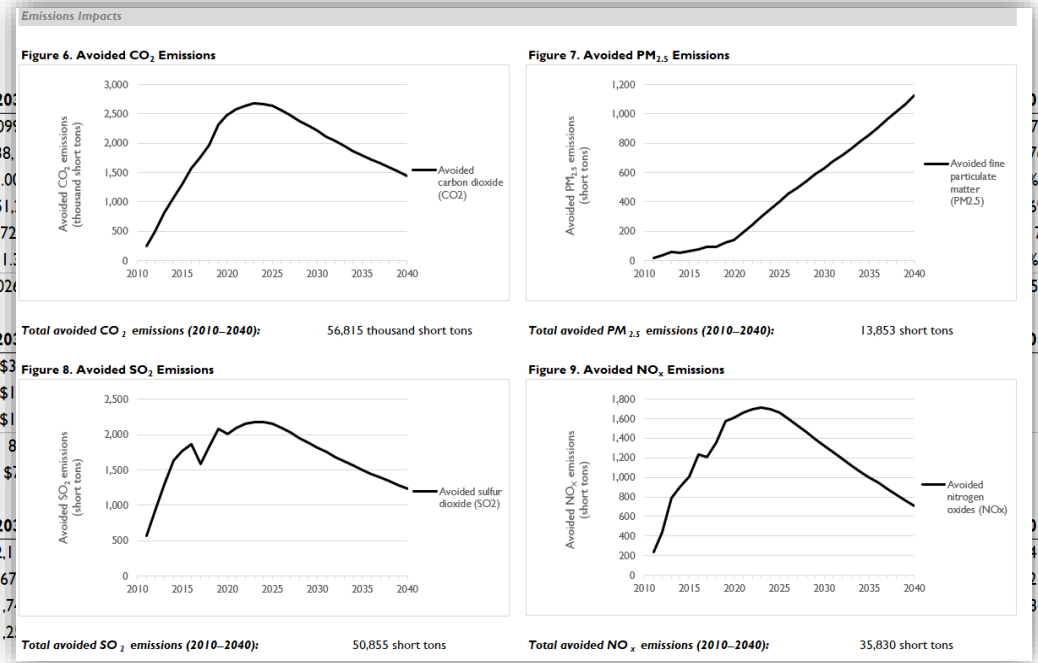 Emissions Impacts
Figure 6. Avoided CO2 Emissions
Avoided CO2 emissions
(thousand short tons)
3,000
2,500
2,000
1,500
1,000
500
0
2010 2015 2020 2025 2030 2035 2040
Avoided
carbon dioxide
(CO2)
Total avoided CO 2 emissions (2010–2040): 56,815 thousand short tons
Figure 7. Avoided PM2.5 Emissions
Avoided PM2.5 emissions
(short tons)
1,200
1,000
800
600
400
200
0
2010 2015 2020 2025 2030 2035 2040
Avoided fine
particulate
matter
(PM2.5)
Total avoided PM 2.5 emissions (2010–2040): 13,853 short tons
Figure 8. Avoided SO2 Emissions
Avoided SO2 emissions
(short tons)
2,500
2,000
1,500
1,000
500
0
2010 2015 2020 2025 2030 2035 2040
Avoided sulfur
dioxide (SO2)
Total avoided SO 2 emissions (2010–2040): 50,855 short tons
Figure 9. Avoided NOx Emissions
Avoided NOX emissions
(short tons)
1,800
1,600
1,400
1,200
1,000
800
600
400
200
0
2010 2015 2020 2025 2030 2035 2040
Avoided
nitrogen
oxides (NOx)
Total avoided NO x emissions (2010–2040): 35,830 short tons